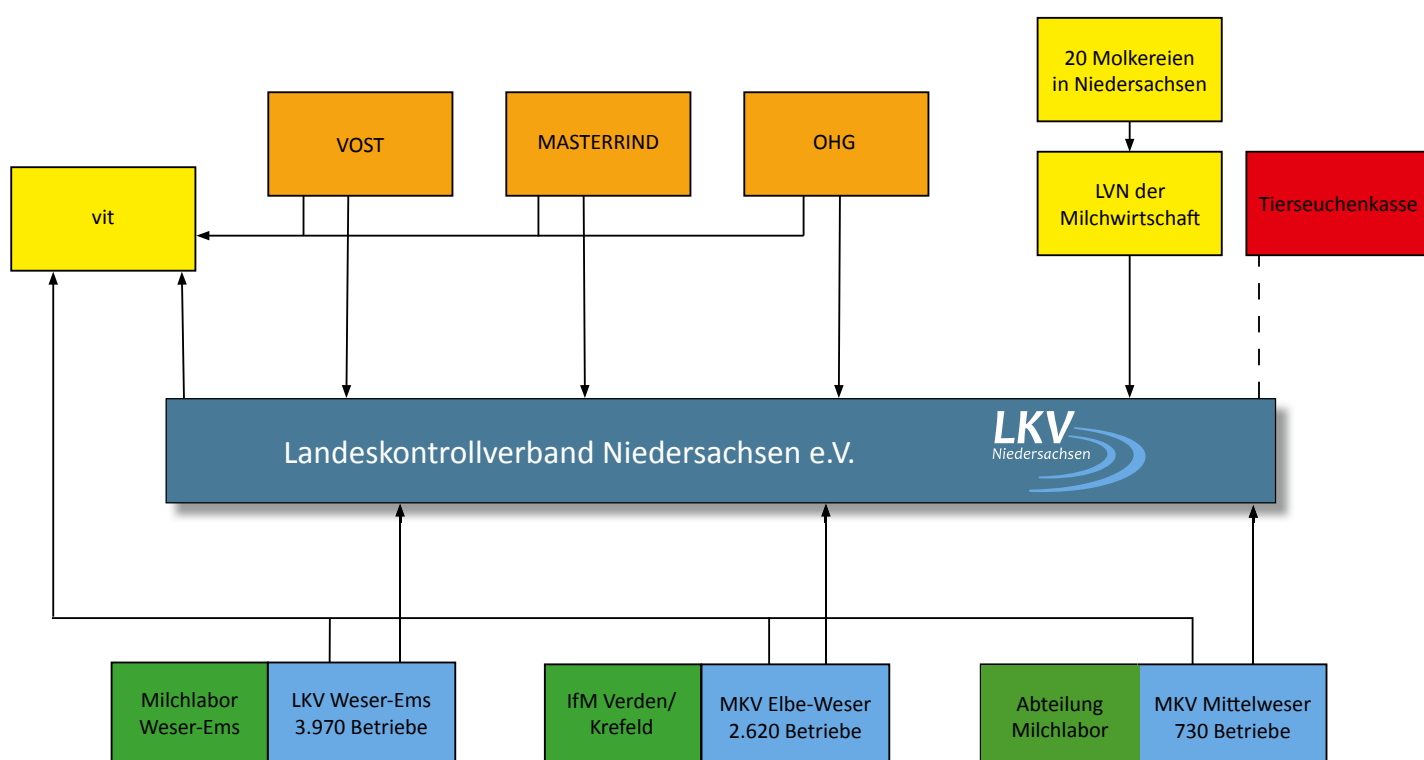 20 Molkereien
in Niedersachsen
VOST
MASTERRIND
OHG
vit
LVN der
Milchwirtschaft
Tierseuchenkasse
Landeskontrollverband Niedersachsen e.V.
LKV
Niedersachsen
Milchlabor
Weser-Ems
LKV Weser-Ems
3.970 Betriebe
IfM Verden/
Krefeld
MKV Elbe-Weser
2.620 Betriebe
Abteilung
Milchlabor
MKV Mittelweser
730 Betriebe